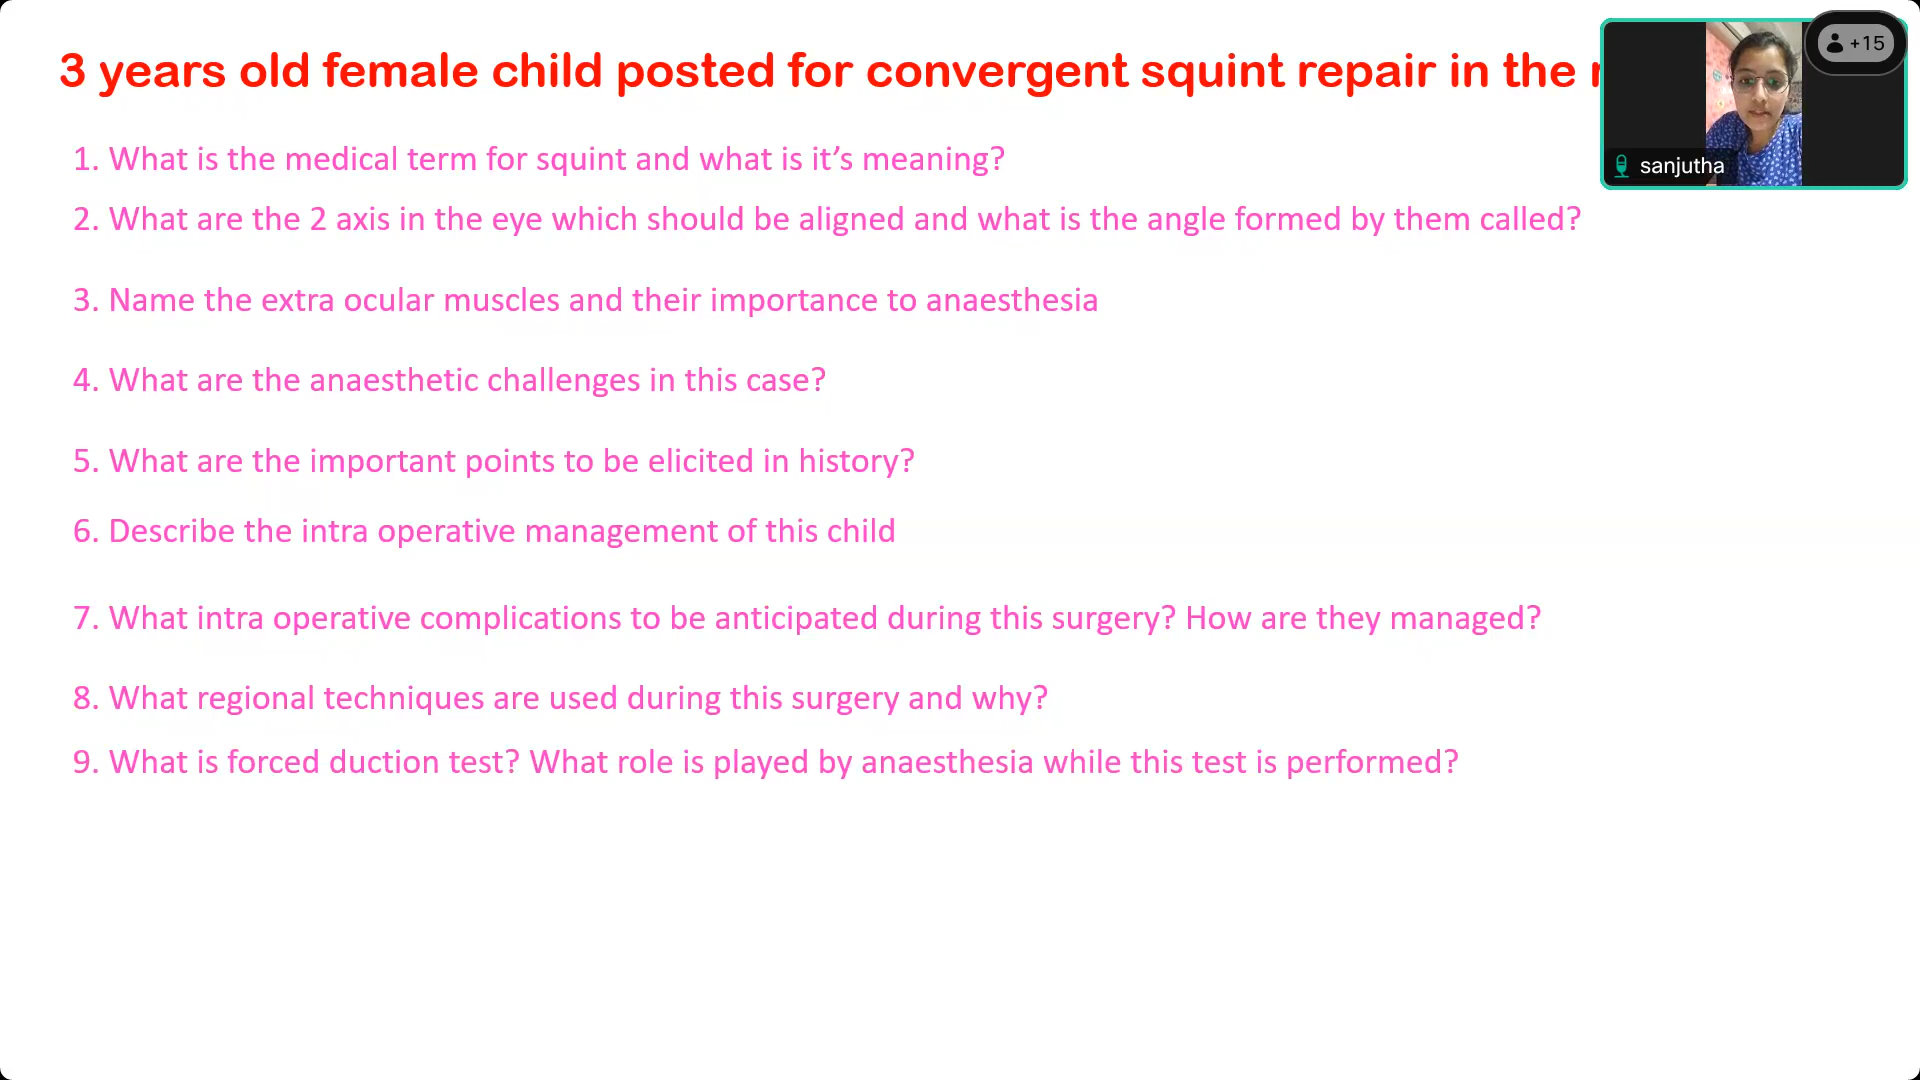 3 years old female child posted for convergent squint repair in the
+15
sanjutha
1. What is the medical term for squint and what is it’s meaning?
2. What are the 2 axis in the eye which should be aligned and what is the angle formed by them called?
3. Name the extra ocular muscles and their importance to anaesthesia
4. What are the anaesthetic challenges in this case?
5. What are the important points to be elicited in history?
6. Describe the intra operative management of this child
7. What intra operative complications to be anticipated during this surgery? How are they managed?
8. What regional techniques are used during this surgery and why?
9. What is forced duction test? What role is played by anaesthesia while this test is performed?